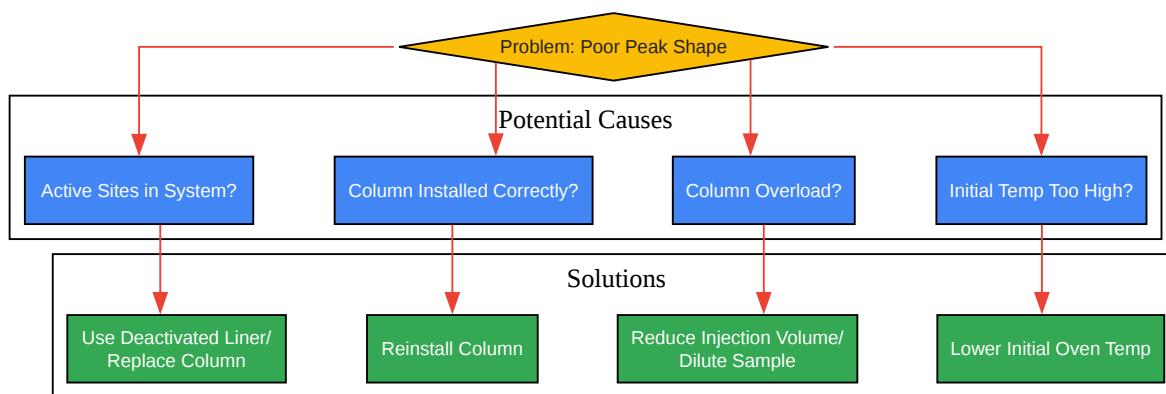 Problem: Poor Peak Shape
Potential Causes
Active Sites in System?
Column Installed Correctly?
Column Overload?
Initial Temp Too High?
Solutions
Use Deactivated Liner/
Replace Column
Reinstall Column
Reduce Injection Volume/
Dilute Sample
Lower Initial Oven Temp